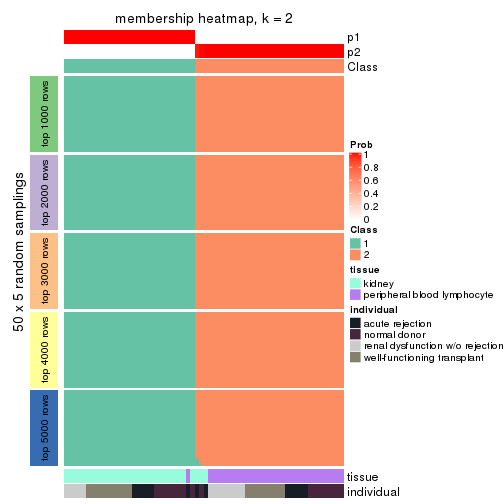 membership heatmap, k = 2
p1
p2
Class
50 x 5 random samplings
top 1000 rows
top 2000 rows
top 3000 rows
top 4000 rows
top 5000 rows
Prob
1
0.8
0.6
0.4
0.2
0
Class
1
2
tissue
kidney
peripheral blood lymphocyte
individual
acute rejection
normal donor
renal dysfunction w/o rejection
well-functioning transplant
tissue
individual